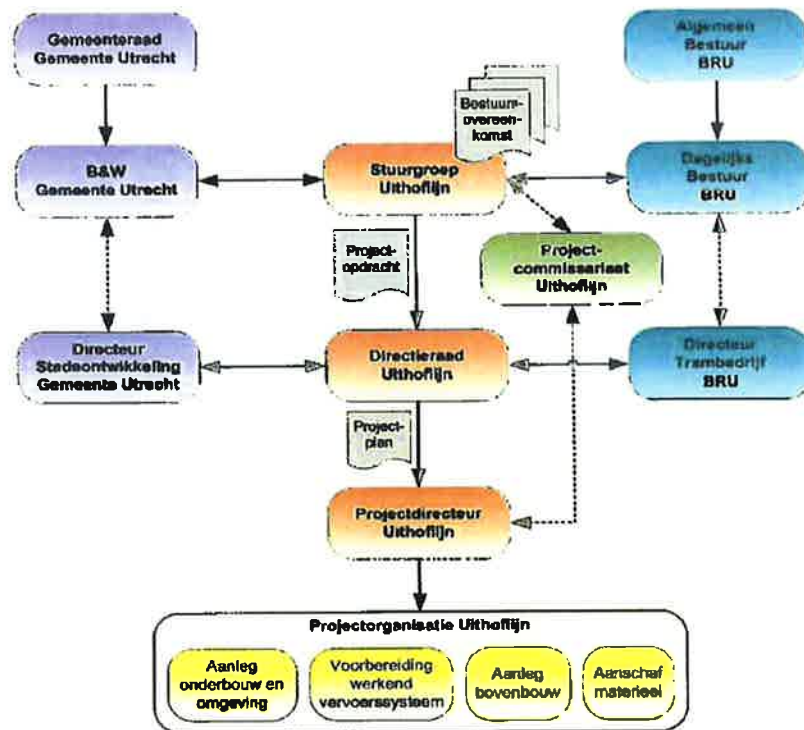 Gemeenteraad
Gemeente Utrecht
Algemeen
Bestuur
BRU
Bestuurs-
overeen-
komst
B&W
Gemeente Utrecht
Stuurgroep
Uithoflijn
Dagelijks
Bestuur
BRU
Project-
opdracht
Project-
commissariaat
Uithoflijn
Directeur
Stadsontwikkeling
Gemeente Utrecht
Directieraad
Uithoflijn
Directeur
Trambedrijf
BRU
Project-
plan
Projectdirecteur
Uithoflijn
Projectorganisatie Uithoflijn
Aanleg
onderbouw en
omgeving
Voorbereiding
werkend
vervoerssysteem
Aanleg
bovenbouw
Aanschaf
materieel